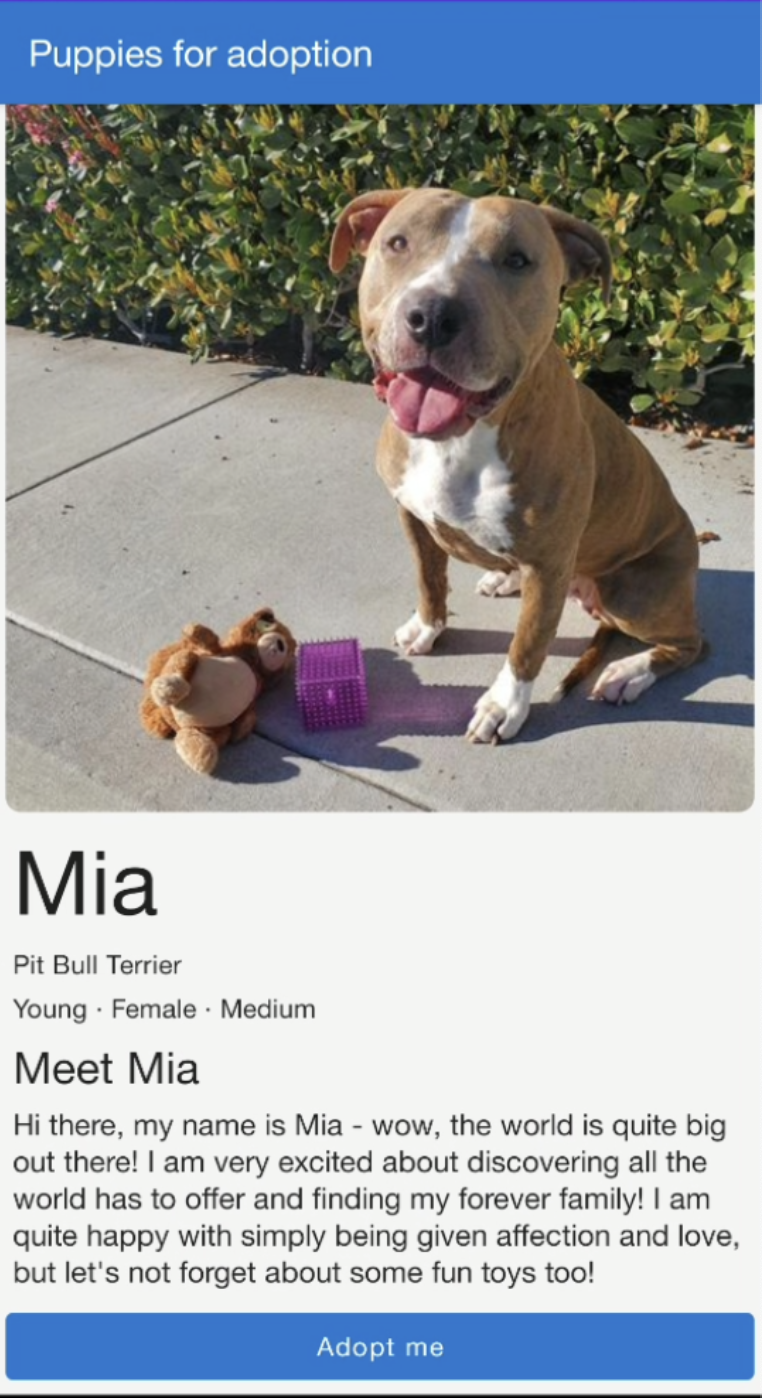 Puppies for adoption
Mia
Pit Bull Terrier
Young · Female · Medium
Meet Mia
Hi there, my name is Mia - wow, the world is quite big
out there! I am very excited about discovering all the
world has to offer and finding my forever family! I am
quite happy with simply being given affection and love,
but let's not forget about some fun toys too!
Adopt me